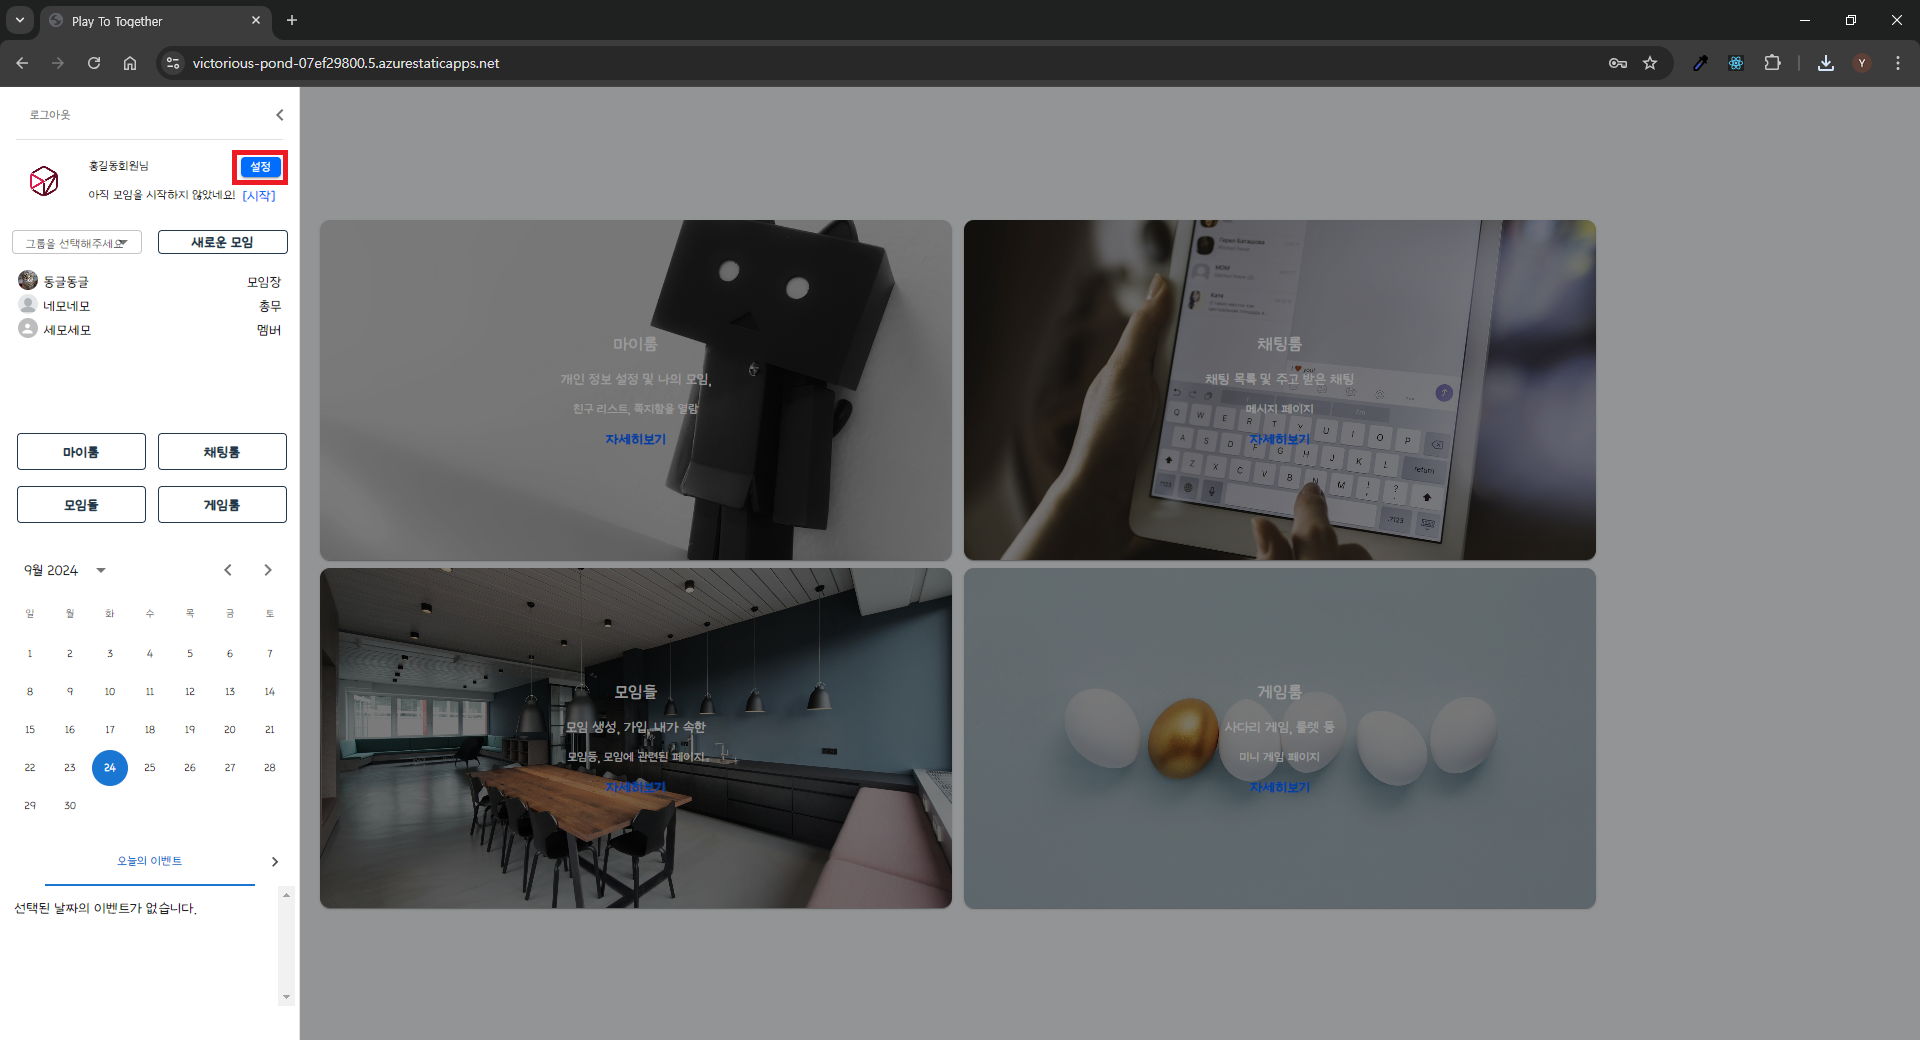 Play To Together
victorious-pond-07ef29800.5.azurestaticapps.net
Y
로그아웃
홍길동회원님
설정
아직 모임을 시작하지 않았네요! [시작]
그룹을 선택해주세요
새로운 모임
동글동글 모임장
네모네모 총무
세모세모 멤버
마이룸 채팅룸
모임들 게임룸
9월 2024
일 월 화 수 목 금 토
1 2 3 4 5 6 7
8 9 10 11 12 13 14
15 16 17 18 19 20 21
22 23 24 25 26 27 28
29 30
오늘의 이벤트
선택된 날짜의 이벤트가 없습니다.
마이룸
개인 정보 설정 및 나의 모임,
친구 리스트, 쪽지함을 열람
자세히보기
채팅룸
채팅 목록 및 주고 받은 채팅
메시지 페이지
자세히보기
you!
Q W E R T Y U I O P
A S D F G H J K L
return
Z X C V B N M ! ?
.?123
모임들
모임 생성, 가입, 내가 속한
모임등, 모임에 관련된 페이지.
자세히보기
게임룸
사다리 게임, 룰렛 등
미니 게임 페이지
자세히보기